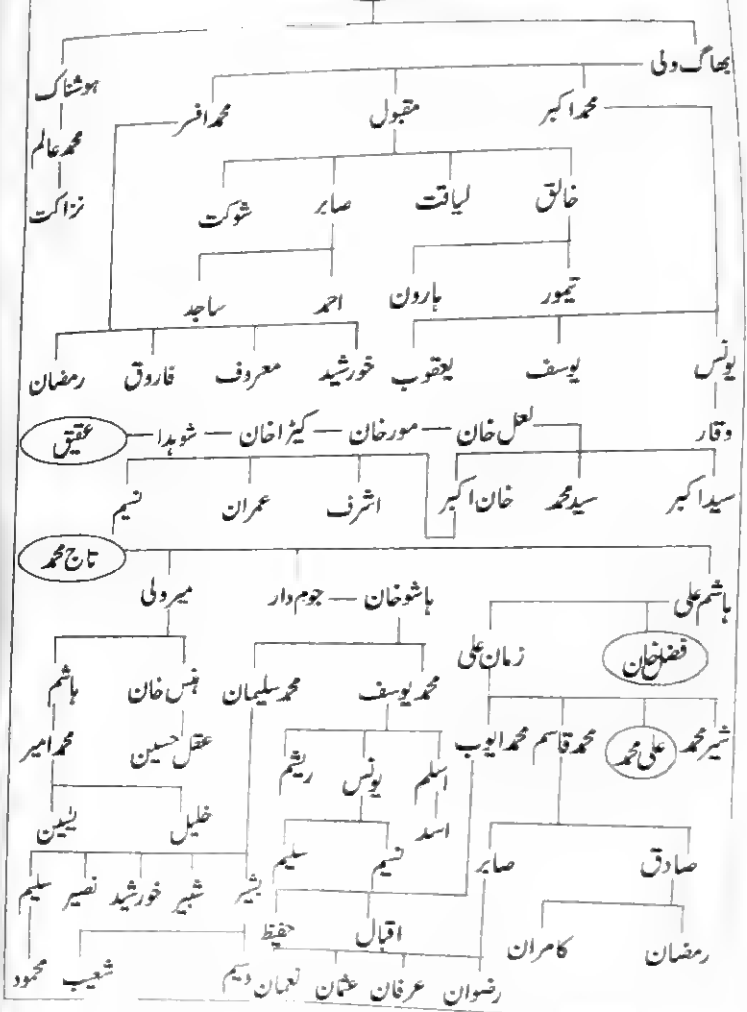 بھاگ ولی
ہوشناک
محمد اکبر مقبول محمد افسر
محمد عالم
خالق لیاقت صابر شوکت نزاکت
تیمور ہارون احمد ساجد
یونس یوسف یعقوب خورشید معروف فاروق رمضان
وقار لعل خان — مور خان — کیڑا خان — شوہدا — عقیق
سید اکبر سید محمد خان اکبر اشرف عمران نسیم
تاج محمد
ہاشم علی ہاشو خان — جوم دار میر ولی
فضل خان زمان علی
محمد یوسف محمد سلیمان ہنس خان ہاشم
شیر محمد علی محمد محمد قاسم محمد ایوب اسلم یونس ریشم عقل حسین محمد امیر
اسد خلیل یٰسین
صادق صابر نسیم سلیم
بشیر شبیر خورشید نصیر سلیم
رمضان کامران اقبال حفیظ
رضوان عرفان عثمان نعمان وسیم شعیب محمود